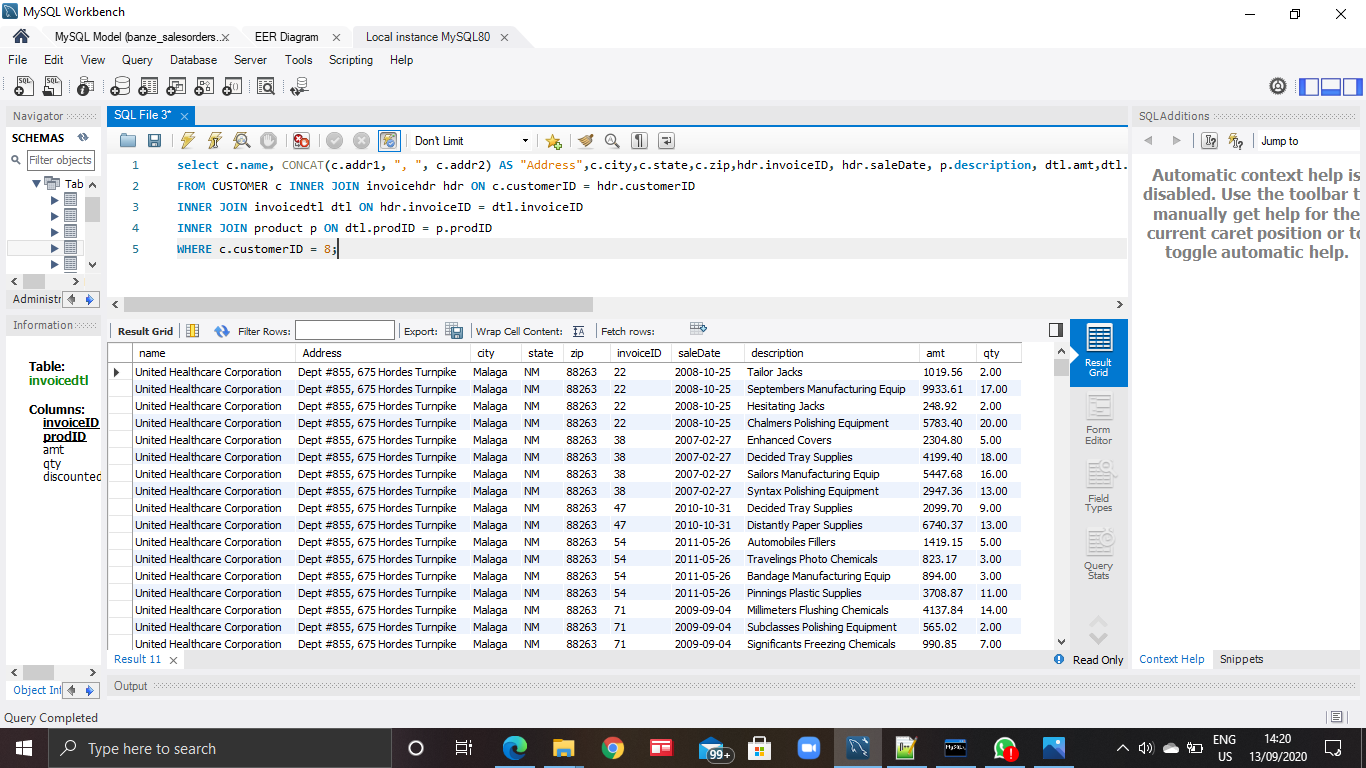 MySQL Workbench
MySQL Model (banze_salesorders... EER Diagram Local instance MySQL80
File Edit View Query Database Server Tools Scripting Help
Navigator
SCHEMAS
Filter objects
Tab
Administr
Information
Table:
invoicedtl
Columns:
invoiceID
prodID
amt
qty
discounted
Object Inf
SQL File 3*
Don't Limit
1 select c.name, CONCAT(c.addr1, ", ", c.addr2) AS "Address",c.city,c.state,c.zip,hdr.invoiceID, hdr.saleDate, p.description, dtl.amt,dtl.
2 FROM CUSTOMER c INNER JOIN invoicehdr hdr ON c.customerID = hdr.customerID
3 INNER JOIN invoicedtl dtl ON hdr.invoiceID = dtl.invoiceID
4 INNER JOIN product p ON dtl.prodID = p.prodID
5 WHERE c.customerID = 8;
Result Grid Filter Rows: Export: Wrap Cell Content: Fetch rows:
name Address city state zip invoiceID saleDate description amt qty
United Healthcare Corporation Dept #855, 675 Hordes Turnpike Malaga NM 88263 22 2008-10-25 Tailor Jacks 1019.56 2.00
United Healthcare Corporation Dept #855, 675 Hordes Turnpike Malaga NM 88263 22 2008-10-25 Septembers Manufacturing Equip 9933.61 17.00
United Healthcare Corporation Dept #855, 675 Hordes Turnpike Malaga NM 88263 22 2008-10-25 Hesitating Jacks 248.92 2.00
United Healthcare Corporation Dept #855, 675 Hordes Turnpike Malaga NM 88263 22 2008-10-25 Chalmers Polishing Equipment 5783.40 20.00
United Healthcare Corporation Dept #855, 675 Hordes Turnpike Malaga NM 88263 38 2007-02-27 Enhanced Covers 2304.80 5.00
United Healthcare Corporation Dept #855, 675 Hordes Turnpike Malaga NM 88263 38 2007-02-27 Decided Tray Supplies 4199.40 18.00
United Healthcare Corporation Dept #855, 675 Hordes Turnpike Malaga NM 88263 38 2007-02-27 Sailors Manufacturing Equip 5447.68 16.00
United Healthcare Corporation Dept #855, 675 Hordes Turnpike Malaga NM 88263 38 2007-02-27 Syntax Polishing Equipment 2947.36 13.00
United Healthcare Corporation Dept #855, 675 Hordes Turnpike Malaga NM 88263 47 2010-10-31 Decided Tray Supplies 2099.70 9.00
United Healthcare Corporation Dept #855, 675 Hordes Turnpike Malaga NM 88263 47 2010-10-31 Distantly Paper Supplies 6740.37 13.00
United Healthcare Corporation Dept #855, 675 Hordes Turnpike Malaga NM 88263 54 2011-05-26 Automobiles Fillers 1419.15 5.00
United Healthcare Corporation Dept #855, 675 Hordes Turnpike Malaga NM 88263 54 2011-05-26 Travelings Photo Chemicals 823.17 3.00
United Healthcare Corporation Dept #855, 675 Hordes Turnpike Malaga NM 88263 54 2011-05-26 Bandage Manufacturing Equip 894.00 3.00
United Healthcare Corporation Dept #855, 675 Hordes Turnpike Malaga NM 88263 54 2011-05-26 Pinnings Plastic Supplies 3708.87 11.00
United Healthcare Corporation Dept #855, 675 Hordes Turnpike Malaga NM 88263 71 2009-09-04 Millimeters Flushing Chemicals 4137.84 14.00
United Healthcare Corporation Dept #855, 675 Hordes Turnpike Malaga NM 88263 71 2009-09-04 Subclasses Polishing Equipment 565.02 2.00
United Healthcare Corporation Dept #855, 675 Hordes Turnpike Malaga NM 88263 71 2009-09-04 Significants Freezing Chemicals 990.85 7.00
Result
Grid
Form
Editor
Field
Types
Query
Stats
Result 11
Read Only
Output
SQLAdditions
Jump to
Automatic context help is
disabled. Use the toolbar t
manually get help for the
current caret position or to
toggle automatic help.
Context Help Snippets
Query Completed
Type here to search
99+
MySQL
ENG
US
14:20
13/09/2020